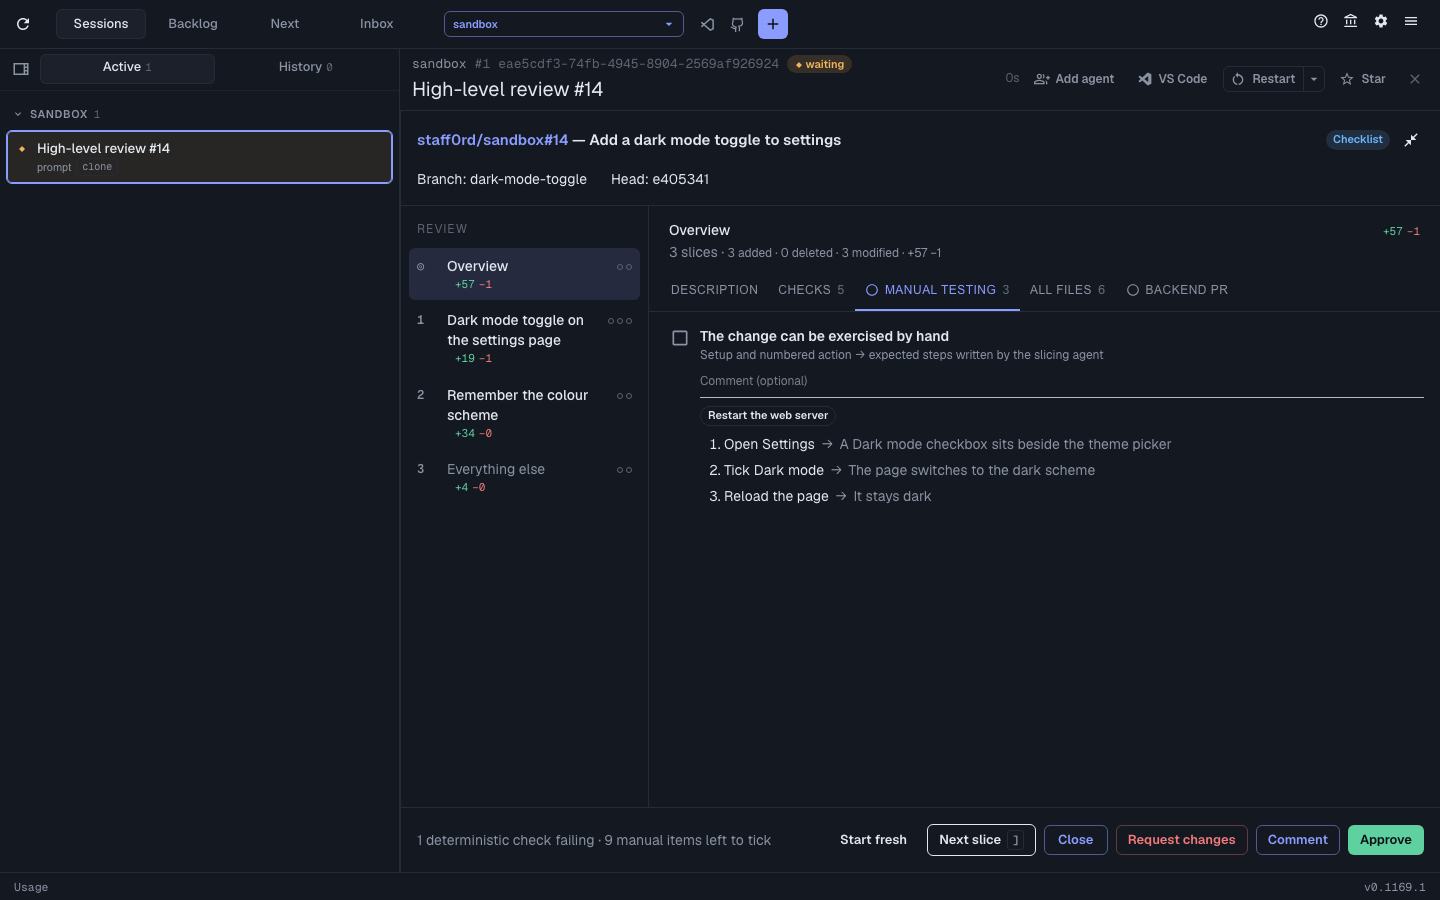 Sessions Backlog Next Inbox sandbox
Active 1 History 0
SANDBOX 1
High-level review #14
prompt clone
sandbox #1 eae5cdf3-74fb-4945-8904-2569af926924 waiting
High-level review #14
0s Add agent VS Code Restart Star
staff0rd/sandbox#14 — Add a dark mode toggle to settings
Checklist
Branch: dark-mode-toggle Head: e405341
REVIEW
Overview
+57 −1
1 Dark mode toggle on
the settings page
+19 −1
2 Remember the colour
scheme
+34 −0
3 Everything else
+4 −0
Overview
+57 −1
3 slices · 3 added · 0 deleted · 3 modified · +57 −1
DESCRIPTION CHECKS 5 MANUAL TESTING 3 ALL FILES 6 BACKEND PR
The change can be exercised by hand
Setup and numbered action → expected steps written by the slicing agent
Comment (optional)
Restart the web server
1. Open Settings → A Dark mode checkbox sits beside the theme picker
2. Tick Dark mode → The page switches to the dark scheme
3. Reload the page → It stays dark
1 deterministic check failing · 9 manual items left to tick
Start fresh Next slice ] Close Request changes Comment Approve
Usage
v0.1169.1